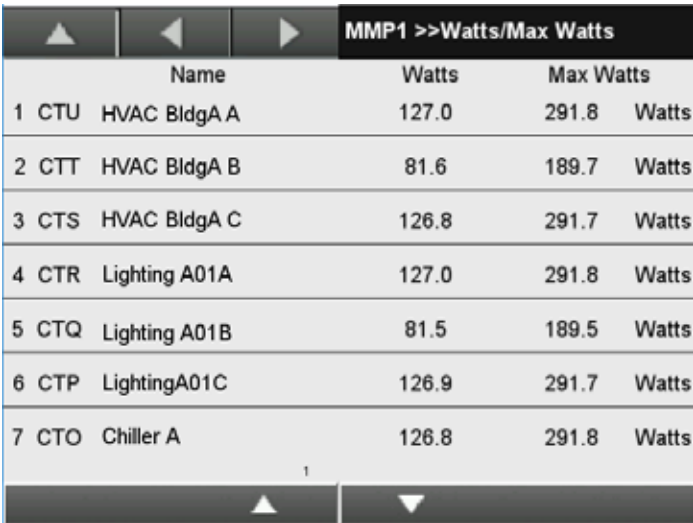 MMP1 >>Watts/Max Watts
Name Watts Max Watts
1 CTU HVAC BldgA A 127.0 291.8 Watts
2 CTT HVAC BldgA B 81.6 189.7 Watts
3 CTS HVAC BldgA C 126.8 291.7 Watts
4 CTR Lighting A01A 127.0 291.8 Watts
5 CTQ Lighting A01B 81.5 189.5 Watts
6 CTP LightingA01C 126.9 291.7 Watts
7 CTO Chiller A 126.8 291.8 Watts
1